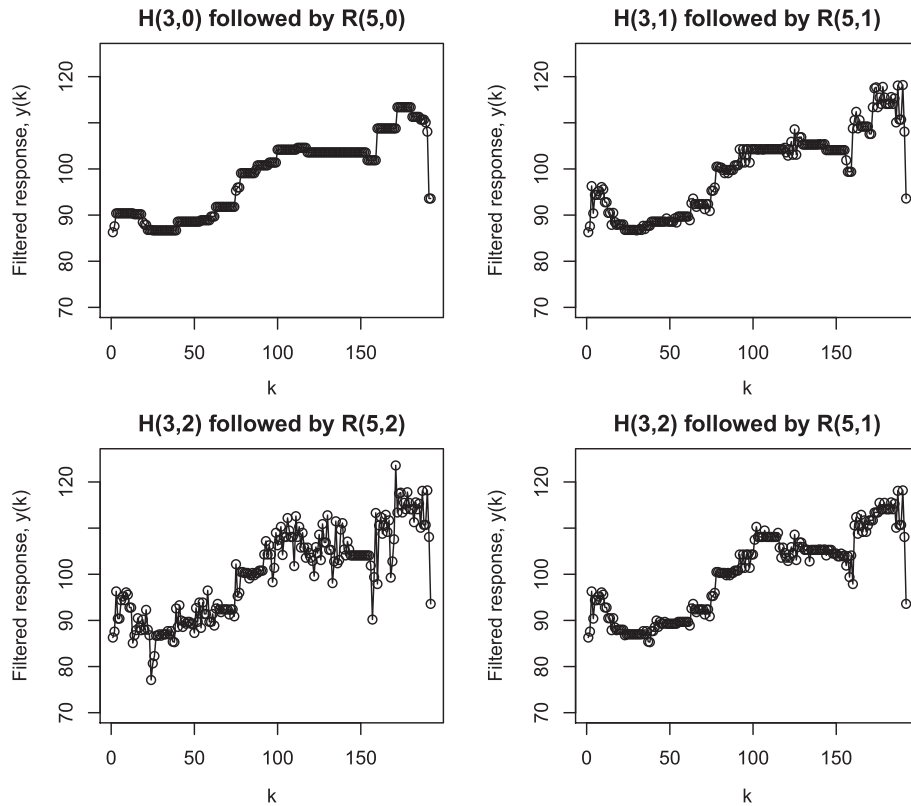 H(3,0) followed by R(5,0)
Filtered response, y(k)
120
100
90
80
70
0 50 100 150
k
H(3,1) followed by R(5,1)
Filtered response, y(k)
120
100
90
80
70
0 50 100 150
k
H(3,2) followed by R(5,2)
Filtered response, y(k)
120
100
90
80
70
0 50 100 150
k
H(3,2) followed by R(5,1)
Filtered response, y(k)
120
100
90
80
70
0 50 100 150
k